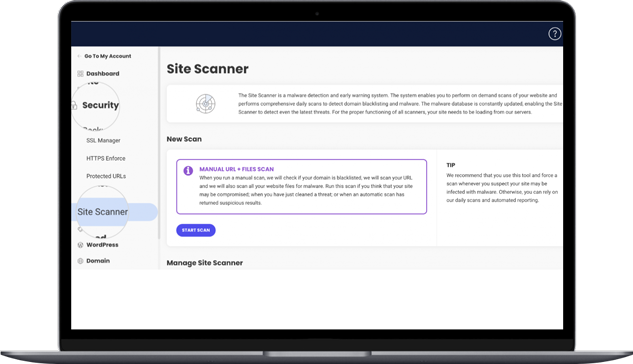 ?
Go To My Account
Dashboard
Security
SSL Manager
HTTPS Enforce
Protected URLs
Site Scanner
WordPress
Domain
Site Scanner
The Site Scanner is a malware detection and early warning system. The system enables you to perform on demand scans of your website and
performs comprehensive daily scans to detect domain blacklisting and malware. The malware database is constantly updated, enabling the Site
Scanner to detect even the latest threats. For the proper functioning of all scanners, your site needs to be loading from our servers.
New Scan
MANUAL URL + FILES SCAN
When you run a manual scan, we will check if your domain is blacklisted, we will scan your URL
and we will also scan all your website files for malware. Run this scan if you think that your site
may be compromised; when you have just cleaned a threat; or when an automatic scan has
returned suspicious results.
START SCAN
TIP
We recommend that you use this tool and force a
scan whenever you suspect your site may be
infected with malware. Otherwise, you can rely on
our daily scans and automated reporting.
Manage Site Scanner